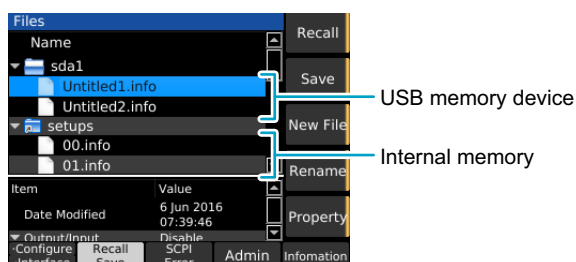 Files
Name
Recall
sda1
Untitled1.info
Save
Untitled2.info
USB memory device
setups
New File
00.info
Internal memory
01.info
Rename
Item Value
Date Modified 6 Jun 2016
07:39:46
Property
Output/Input Disable
Configure
Recall
Save
SCPI
Error
Admin
Infomation